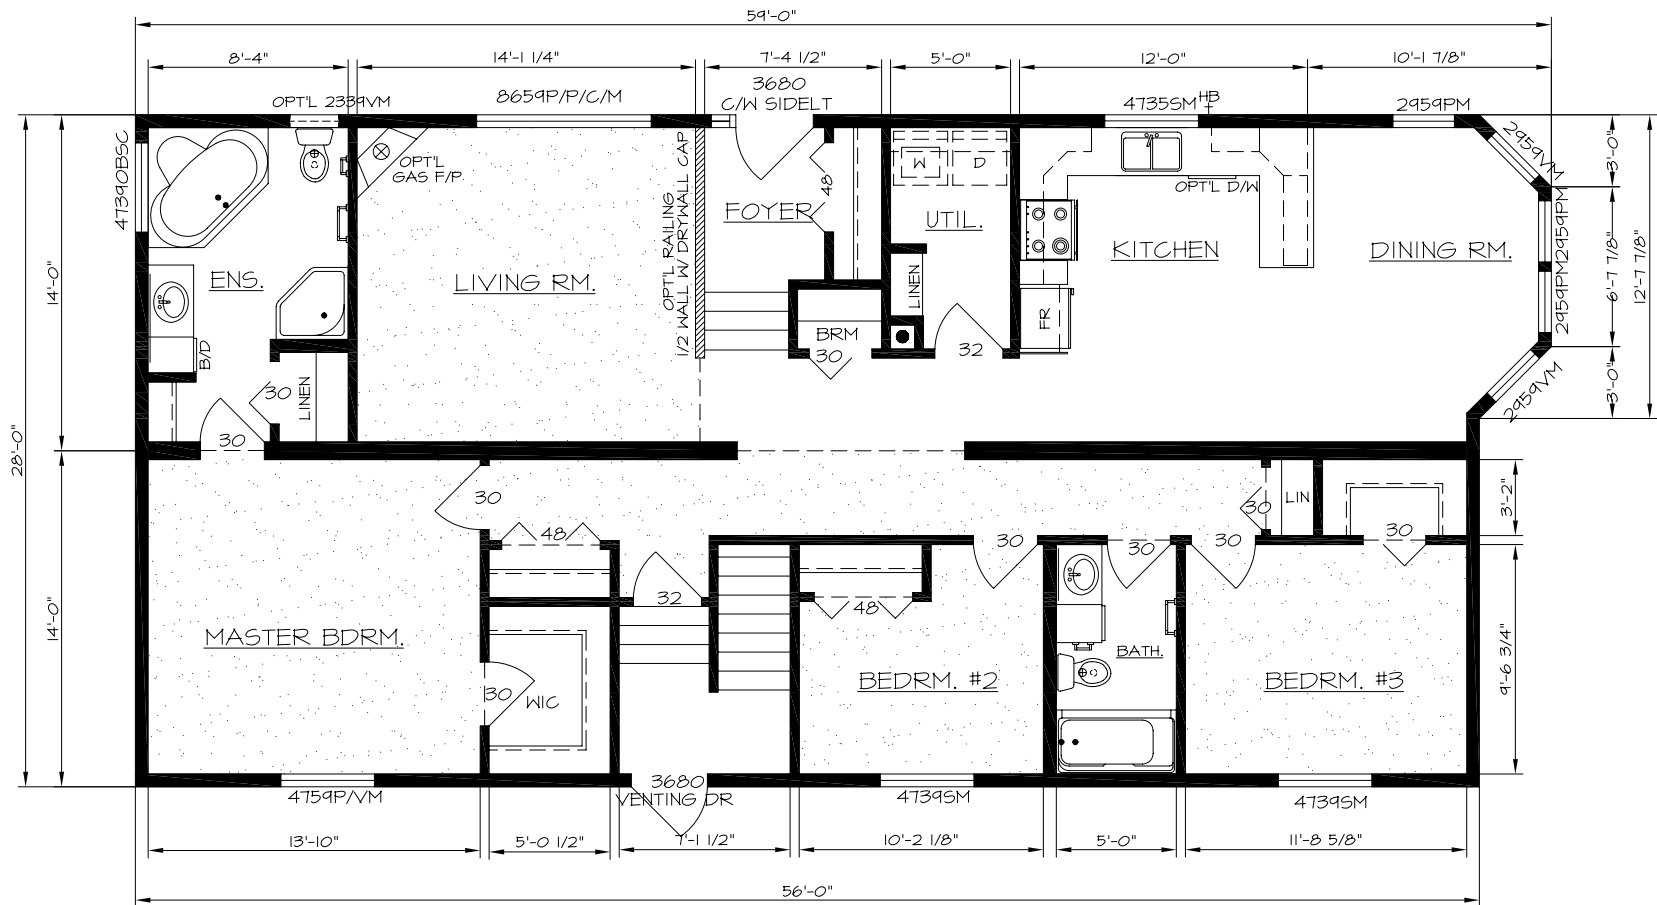 59'-0"
8'-4"
14'-1 1/4"
7'-4 1/2"
5'-0"
12'-0"
10'-1 7/8"
OPT'L 2339VM
8659P/P/C/M
3680
C/W SIDELT
4735SM
HB
2959PM
47390BSC
OPT'L
GAS F/P.
OPT'L RAILING
1/2 WALL W/ DRYWALL CAP
48
FOYER
W
D
UTIL.
OPT'L D/W
KITCHEN
DINING RM.
2959VM
2959PM
2959PM
2959VM
3'-0"
6'-7 7/8"
3'-0"
12'-7 7/8"
28'-0"
14'-0"
14'-0"
ENS.
LIVING RM.
LINEN
FR
BRM
30
32
B/D
30
LINEN
30
30
48
30
LIN
30
3'-2"
30
30
30
32
48
MASTER BDRM.
WIC
30
BEDRM. #2
BATH.
BEDRM. #3
9'-6 3/4"
4759P/VM
3680
VENTING DR
4739SM
4739SM
13'-10"
5'-0 1/2"
7'-1 1/2"
10'-2 1/8"
5'-0"
11'-8 5/8"
56'-0"